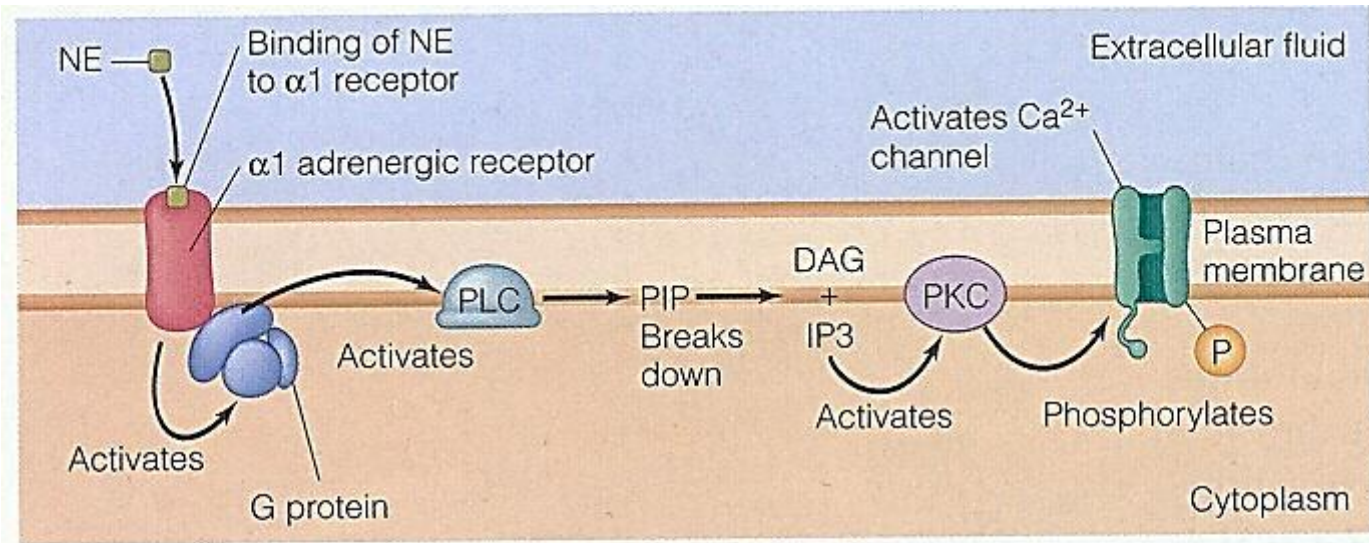 NE
Binding of NE
to α1 receptor
α1 adrenergic receptor
Extracellular fluid
Activates Ca²⁺
channel
Plasma
membrane
PLC
PIP
Breaks
down
DAG
+
IP3
PKC
P
Activates
Activates
Activates
Phosphorylates
G protein
Cytoplasm